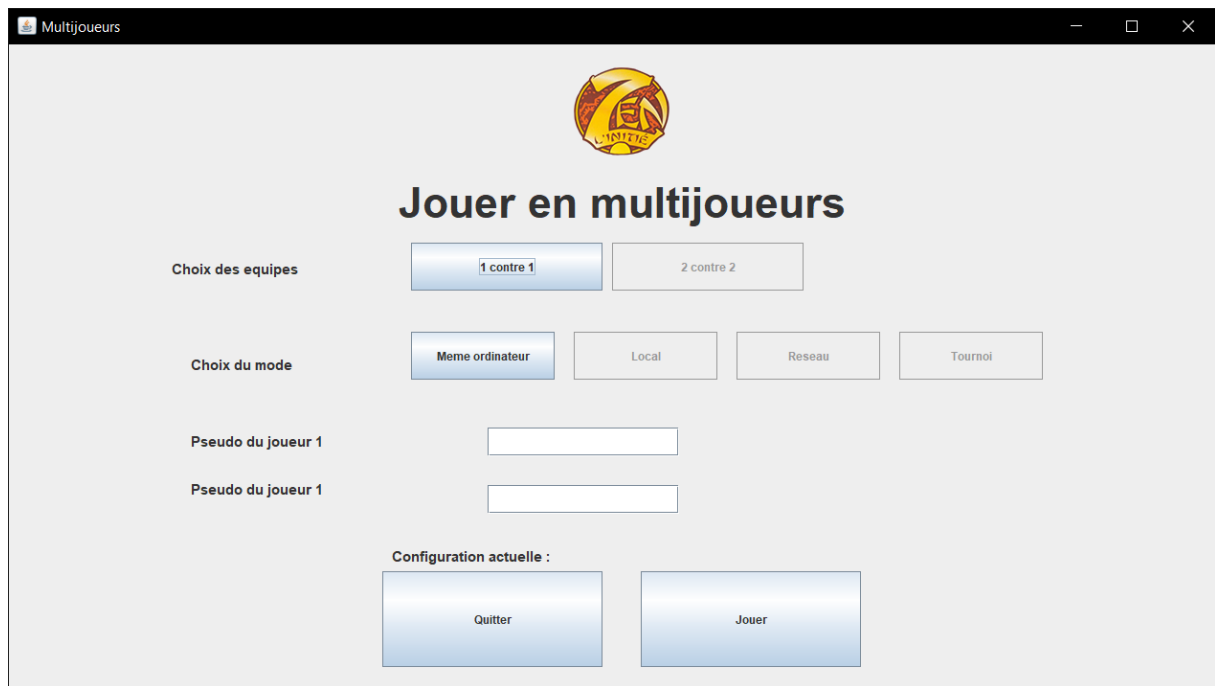 Multijoueurs
L'INITIÉ
Jouer en multijoueurs
Choix des equipes
1 contre 1
2 contre 2
Choix du mode
Meme ordinateur
Local
Reseau
Tournoi
Pseudo du joueur 1
Pseudo du joueur 1
Configuration actuelle :
Quitter
Jouer